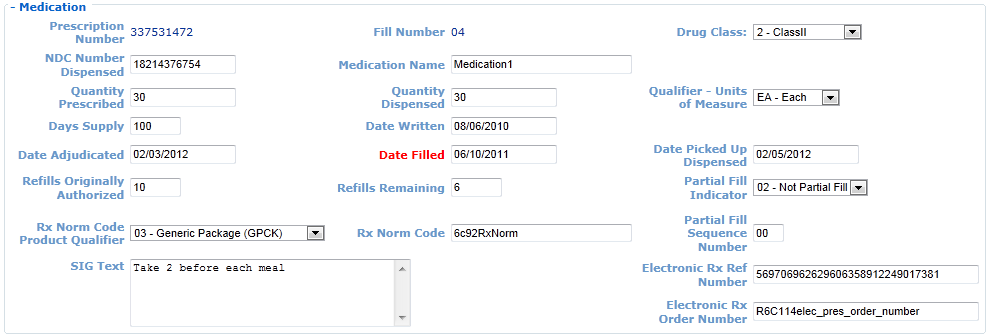 - Medication
Prescription Number 337531472 Fill Number 04 Drug Class: 2 - ClassII
NDC Number Dispensed 18214376754 Medication Name Medication1
Quantity Prescribed 30 Quantity Dispensed 30 Qualifier - Units of Measure EA - Each
Days Supply 100 Date Written 08/06/2010
Date Adjudicated 02/03/2012 Date Filled 06/10/2011 Date Picked Up Dispensed 02/05/2012
Refills Originally Authorized 10 Refills Remaining 6 Partial Fill Indicator 02 - Not Partial Fill
Rx Norm Code Product Qualifier 03 - Generic Package (GPCK) Rx Norm Code 6c92RxNorm Partial Fill Sequence Number 00
SIG Text Take 2 before each meal Electronic Rx Ref Number 56970696262960635891224901​7381
Electronic Rx Order Number R6C114elec_pres_order_number